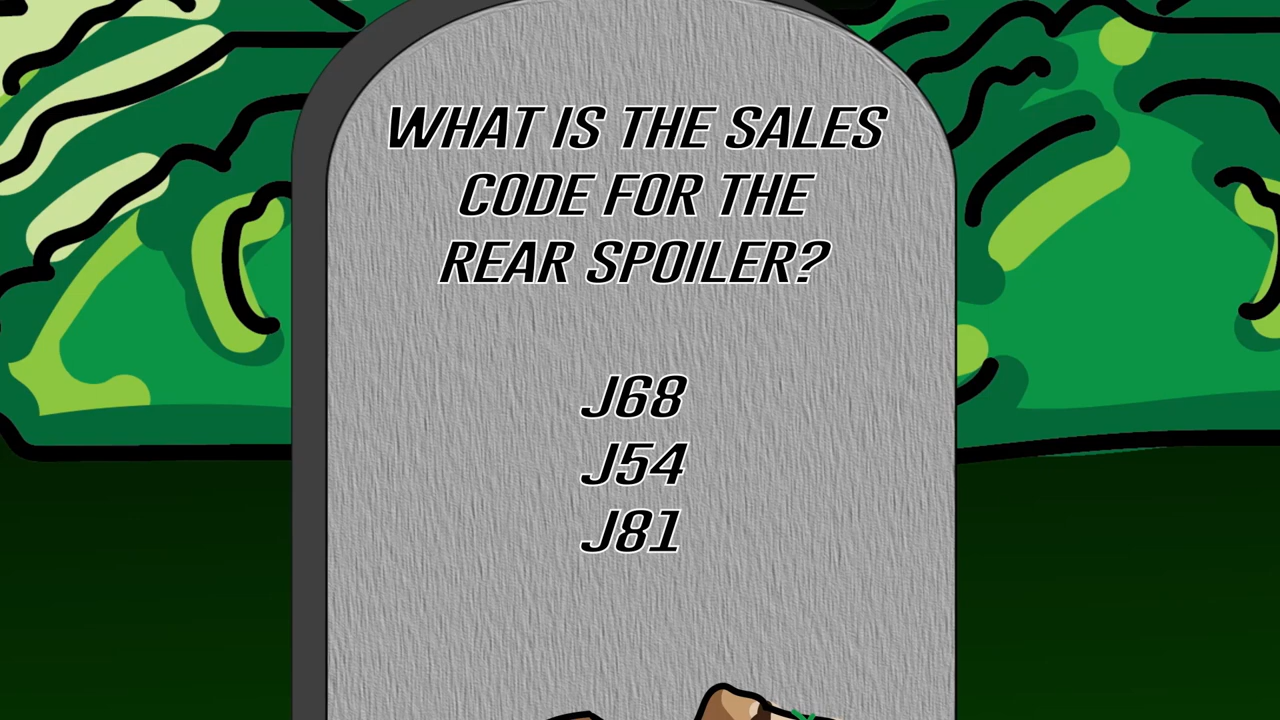 WHAT IS THE SALES
CODE FOR THE
REAR SPOILER?
J68
J54
J81